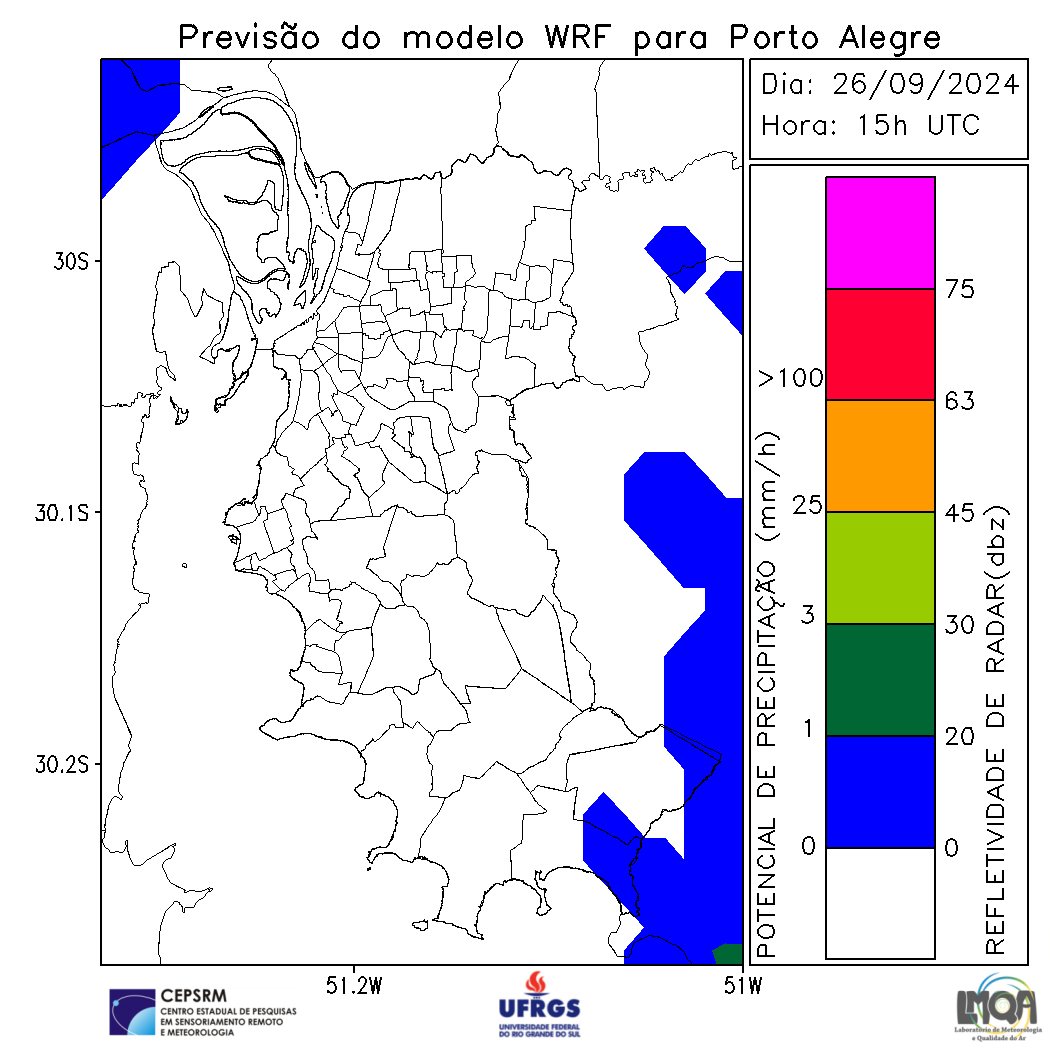 Previsão do modelo WRF para Porto Alegre
Dia: 26/09/2024
Hora: 15h UTC
30S
30.1S
30.2S
51.2W
51W
POTENCIAL DE PRECIPITAÇÃO (mm/h)
>100
25
3
1
0
75
63
45
30
20
0
REFLETIVIDADE DE RADAR(dbz)
CEPSRM
CENTRO ESTADUAL DE PESQUISAS
EM SENSORIAMENTO REMOTO
E METEOROLOGIA
UFRGS
UNIVERSIDADE FEDERAL
DO RIO GRANDE DO SUL
LMQA
Laboratório de Meteorologia
e Qualidade do Ar